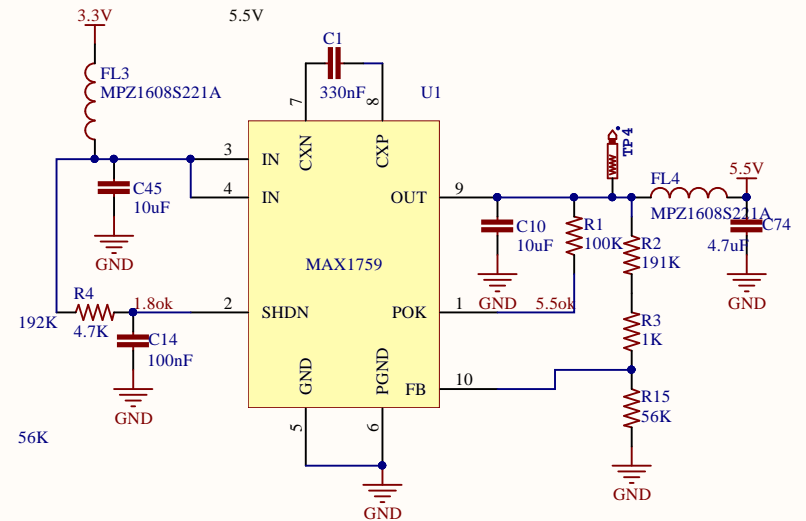 3.3V
5.5V
FL3
MPZ1608S221A
C1
330nF
U1
7
8
CXN
CXP
3
IN
4
IN
OUT
9
C45
10uF
GND
TP4
FL4
MPZ1608S221A
5.5V
C74
4.7uF
GND
C10
10uF
GND
R1
100K
R2
191K
MAX1759
R4
4.7K
192K
1.8ok
2
SHDN
POK
1
5.5ok
R3
1K
C14
100nF
GND
GND
PGND
FB
10
R15
56K
GND
56K
5
6
GND